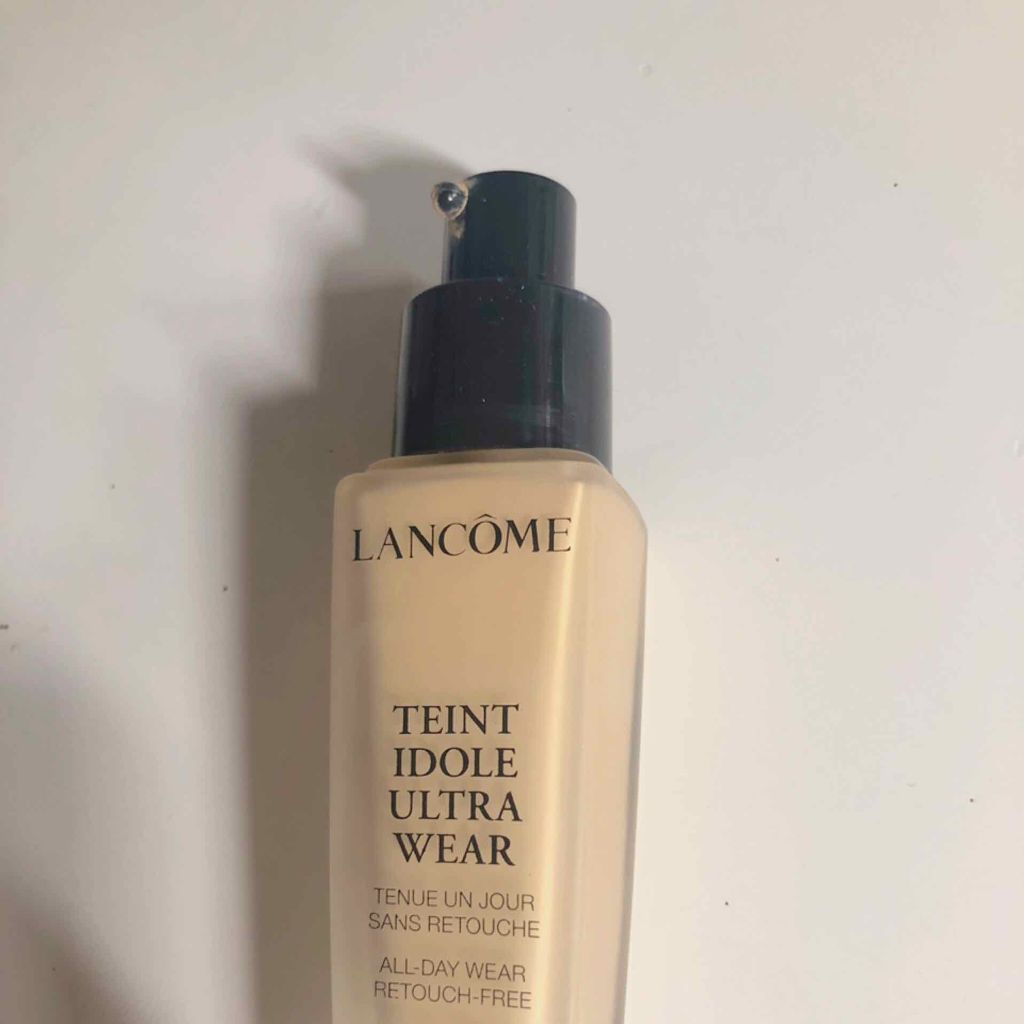 LANCÔME
TEINT
IDOLE
ULTRA
WEAR
TENUE UN JOUR
SANS RETOUCHE
ALL-DAY WEAR
RETOUCH-FREE